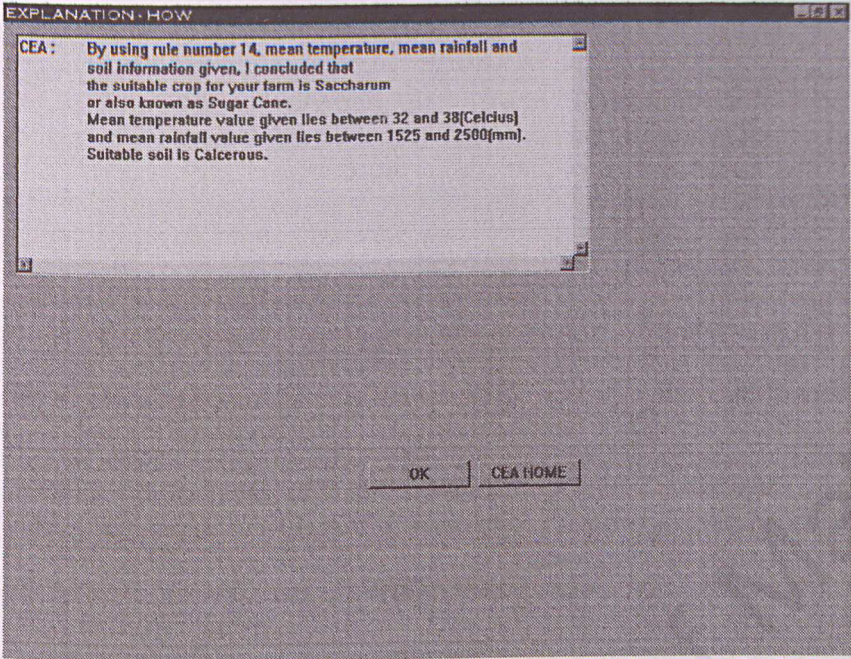 EXPLANATION - HOW
CEA : By using rule number 14, mean temperature, mean rainfall and
soil information given, I concluded that
the suitable crop for your farm is Saccharum
or also known as Sugar Cane.
Mean temperature value given lies between 32 and 38(Celcius)
and mean rainfall value given lies between 1525 and 2500(mm).
Suitable soil is Calcerous.
OK CEA HOME